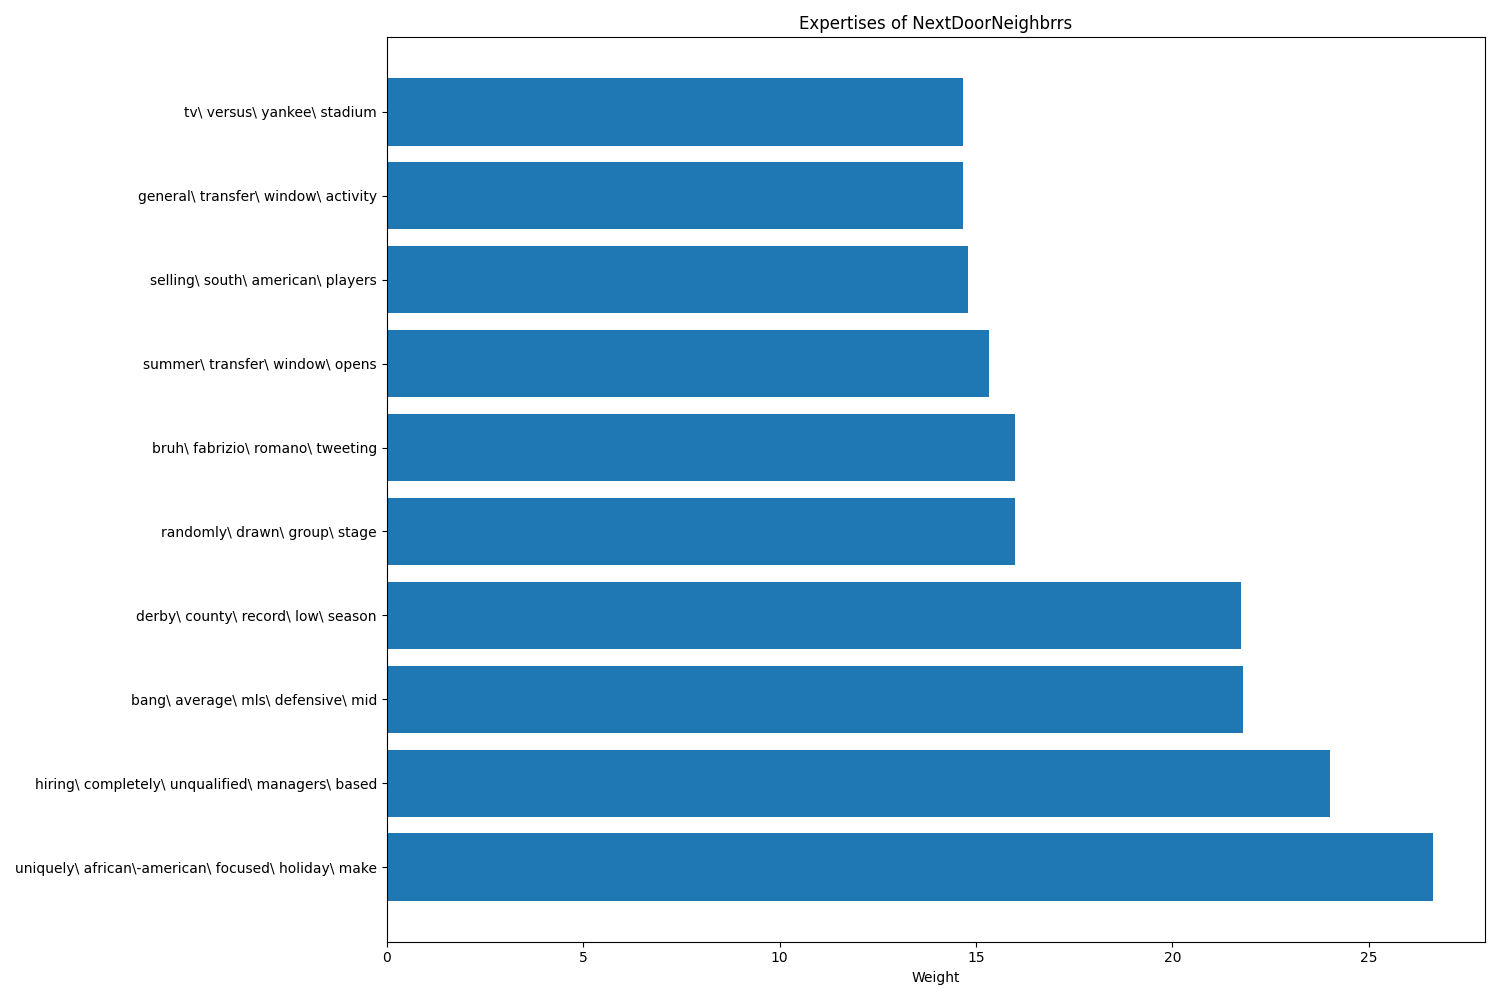 Expertises of NextDoorNeighbrrs
tv\ versus\ yankee\ stadium
general\ transfer\ window\ activity
selling\ south\ american\ players
summer\ transfer\ window\ opens
bruh\ fabrizio\ romano\ tweeting
randomly\ drawn\ group\ stage
derby\ county\ record\ low\ season
bang\ average\ mls\ defensive\ mid
hiring\ completely\ unqualified\ managers\ based
uniquely\ african\-american\ focused\ holiday\ make
0 5 10 15 20 25
Weight